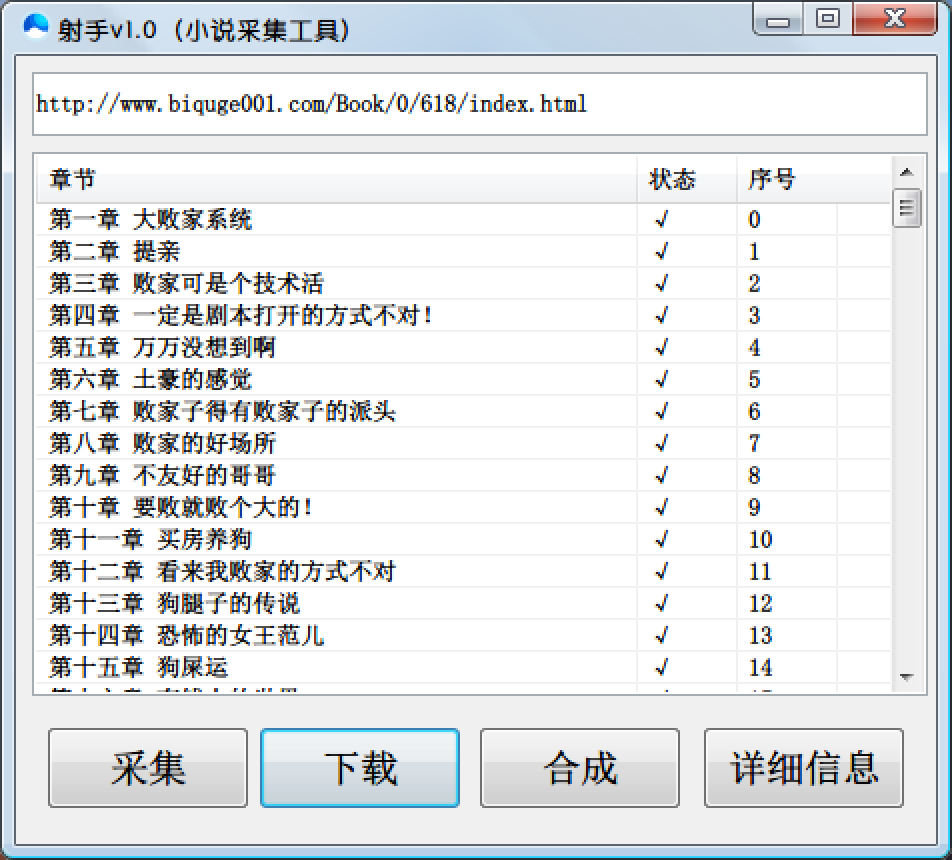 射手v1.0（小说采集工具）
http://www.biquge001.com/Book/0/618/index.html
章节 状态 序号
第一章 大败家系统 √ 0
第二章 提亲 √ 1
第三章 败家可是个技术活 √ 2
第四章 一定是剧本打开的方式不对！ √ 3
第五章 万万没想到啊 √ 4
第六章 土豪的感觉 √ 5
第七章 败家子得有败家子的派头 √ 6
第八章 败家的好场所 √ 7
第九章 不友好的哥哥 √ 8
第十章 要败就败个大的！ √ 9
第十一章 买房养狗 √ 10
第十二章 看来我败家的方式不对 √ 11
第十三章 狗腿子的传说 √ 12
第十四章 恐怖的女王范儿 √ 13
第十五章 狗屎运 √ 14
采集 下载 合成 详细信息